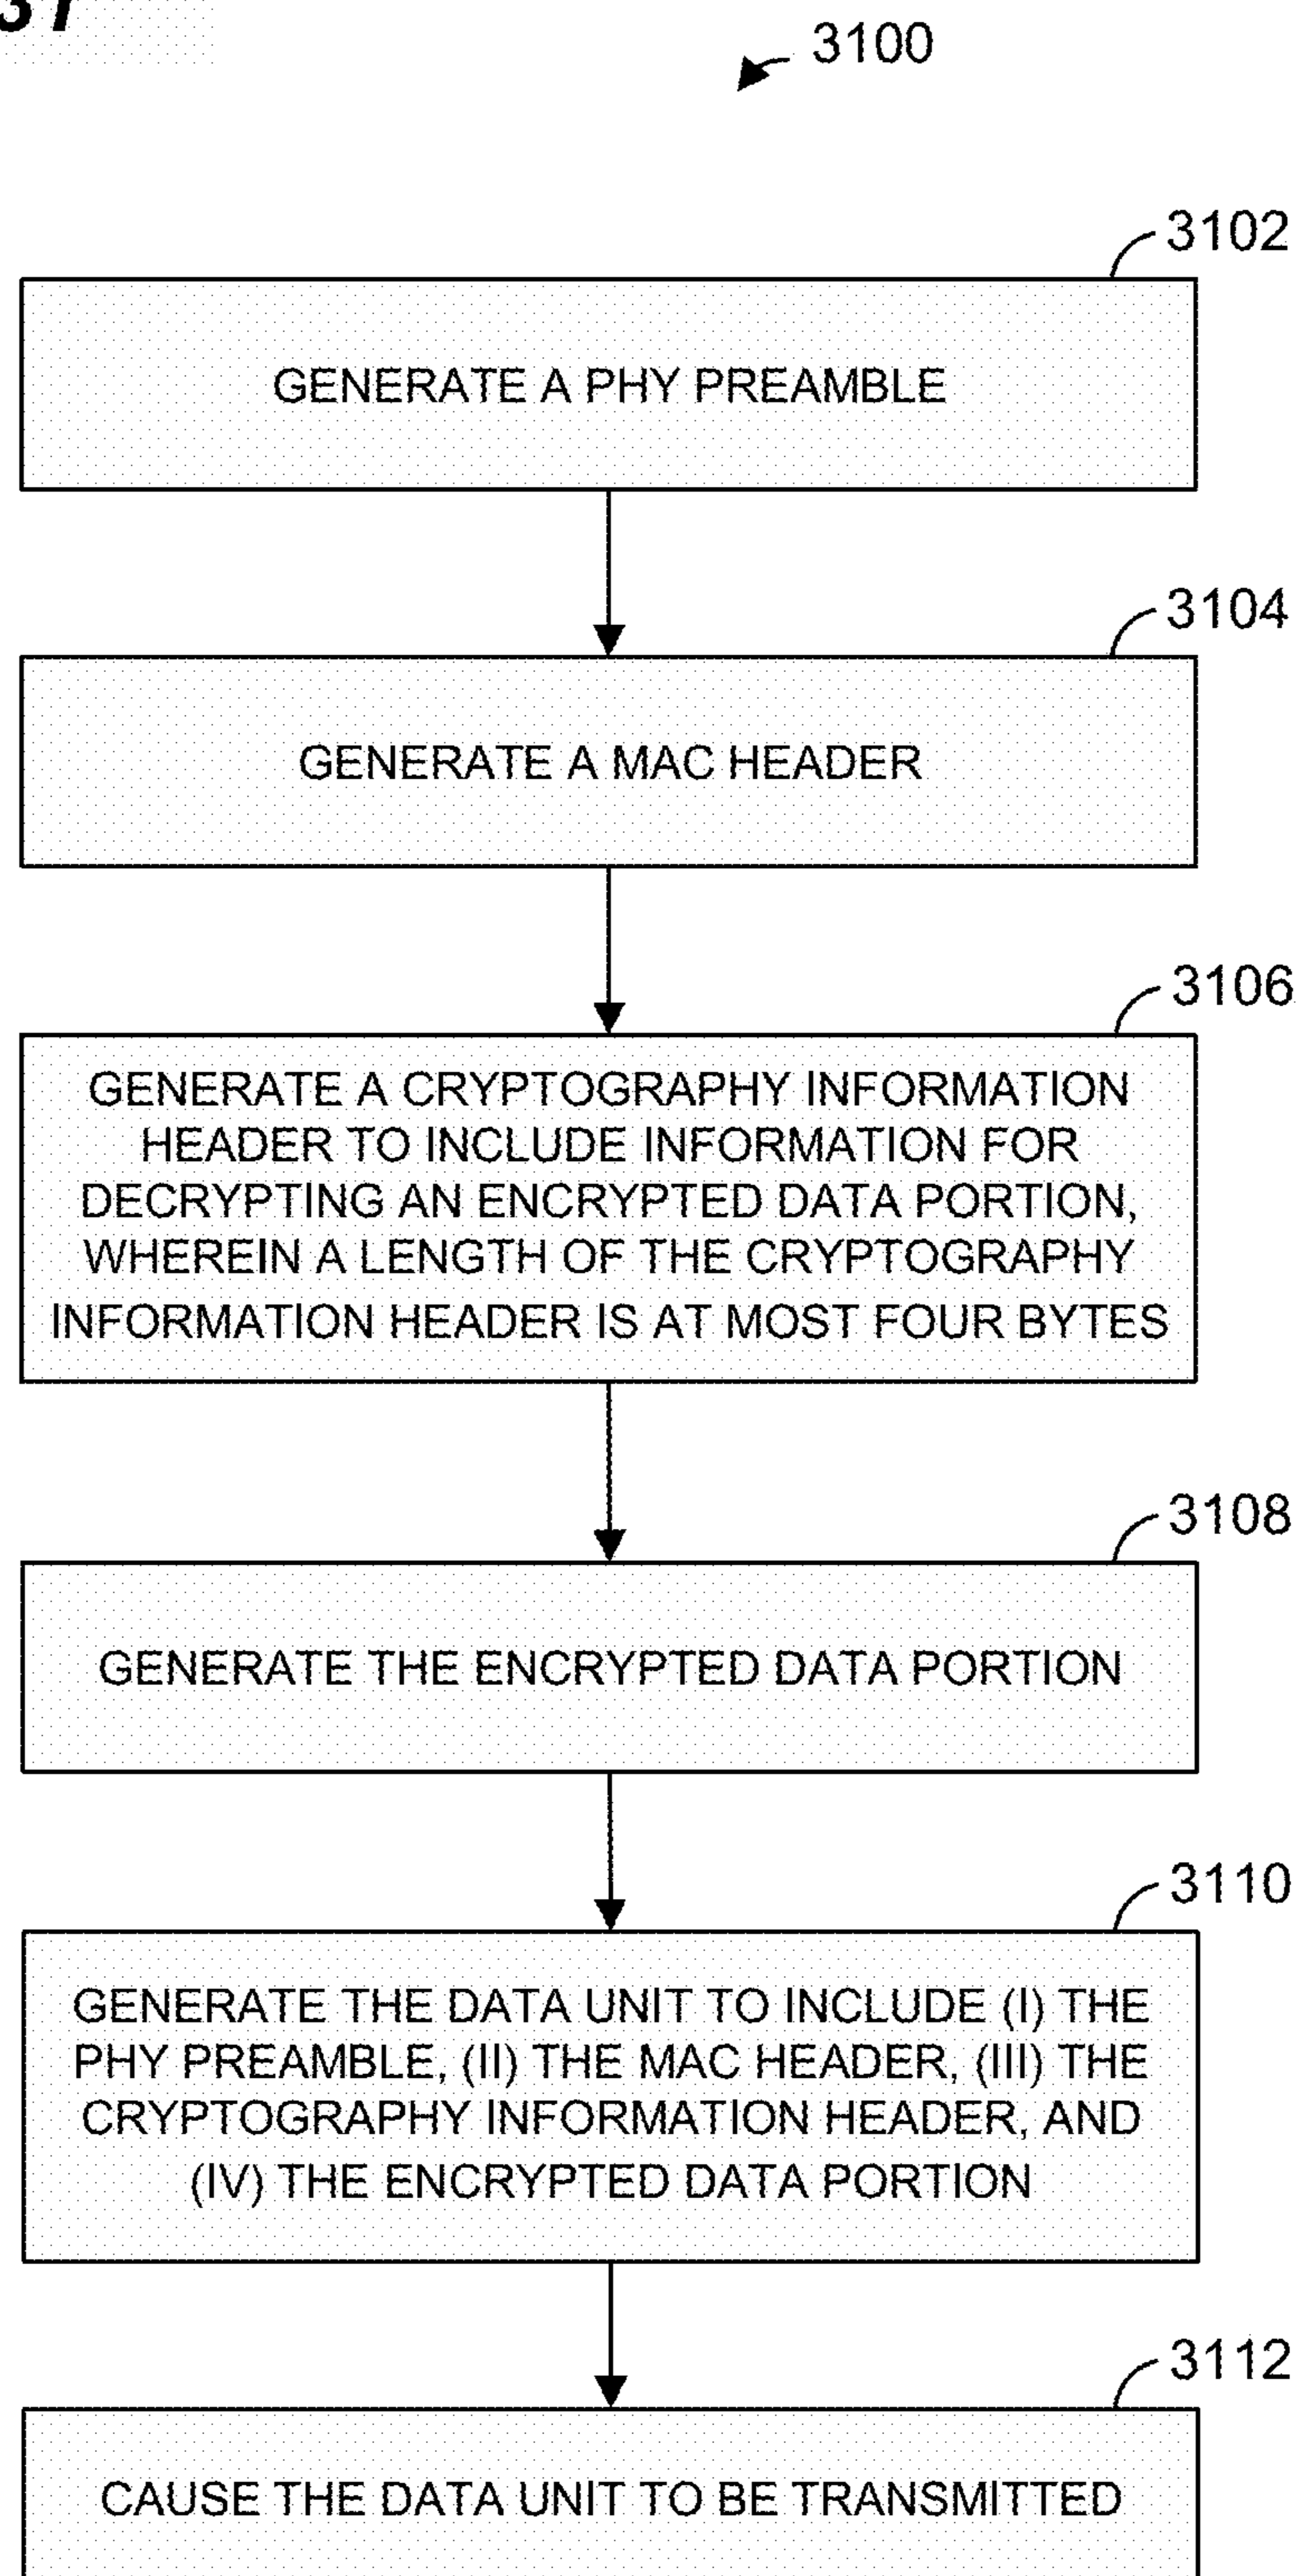 31
3100
3102
GENERATE A PHY PREAMBLE
3104
GENERATE A MAC HEADER
3106
GENERATE A CRYPTOGRAPHY INFORMATION
HEADER TO INCLUDE INFORMATION FOR
DECRYPTING AN ENCRYPTED DATA PORTION,
WHEREIN A LENGTH OF THE CRYPTOGRAPHY
INFORMATION HEADER IS AT MOST FOUR BYTES
3108
GENERATE THE ENCRYPTED DATA PORTION
3110
GENERATE THE DATA UNIT TO INCLUDE (I) THE
PHY PREAMBLE, (II) THE MAC HEADER, (III) THE
CRYPTOGRAPHY INFORMATION HEADER, AND
(IV) THE ENCRYPTED DATA PORTION
3112
CAUSE THE DATA UNIT TO BE TRANSMITTED